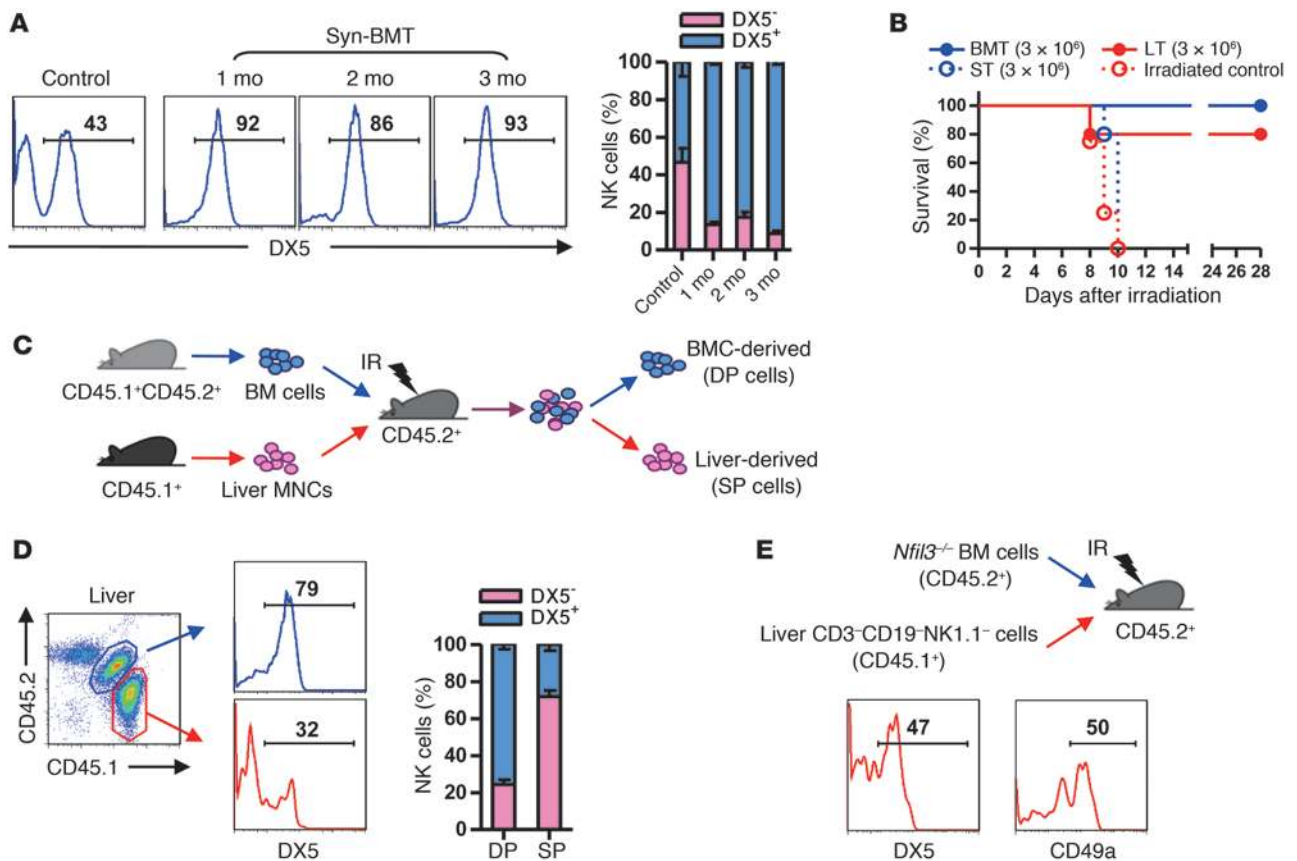 A
Syn-BMT
Control 1 mo 2 mo 3 mo
43 92 86 93
DX5
DX5⁻
DX5⁺
NK cells (%)
100
80
60
40
20
0
Control 1 mo 2 mo 3 mo
B
BMT (3 × 10⁶) LT (3 × 10⁶)
ST (3 × 10⁶) Irradiated control
Survival (%)
100
80
60
40
20
0
0 2 4 6 8 10 12 14 24 26 28
Days after irradiation
C
CD45.1⁺CD45.2⁺
BM cells
IR
BMC-derived
(DP cells)
CD45.2⁺
CD45.1⁺
Liver MNCs
Liver-derived
(SP cells)
D
Liver
CD45.2
CD45.1
79
32
DX5
DX5⁻
DX5⁺
NK cells (%)
100
80
60
40
20
0
DP SP
E
Nfil3⁻/⁻ BM cells
(CD45.2⁺)
IR
Liver CD3⁻CD19⁻NK1.1⁻ cells
(CD45.1⁺)
CD45.2⁺
47 50
DX5 CD49a